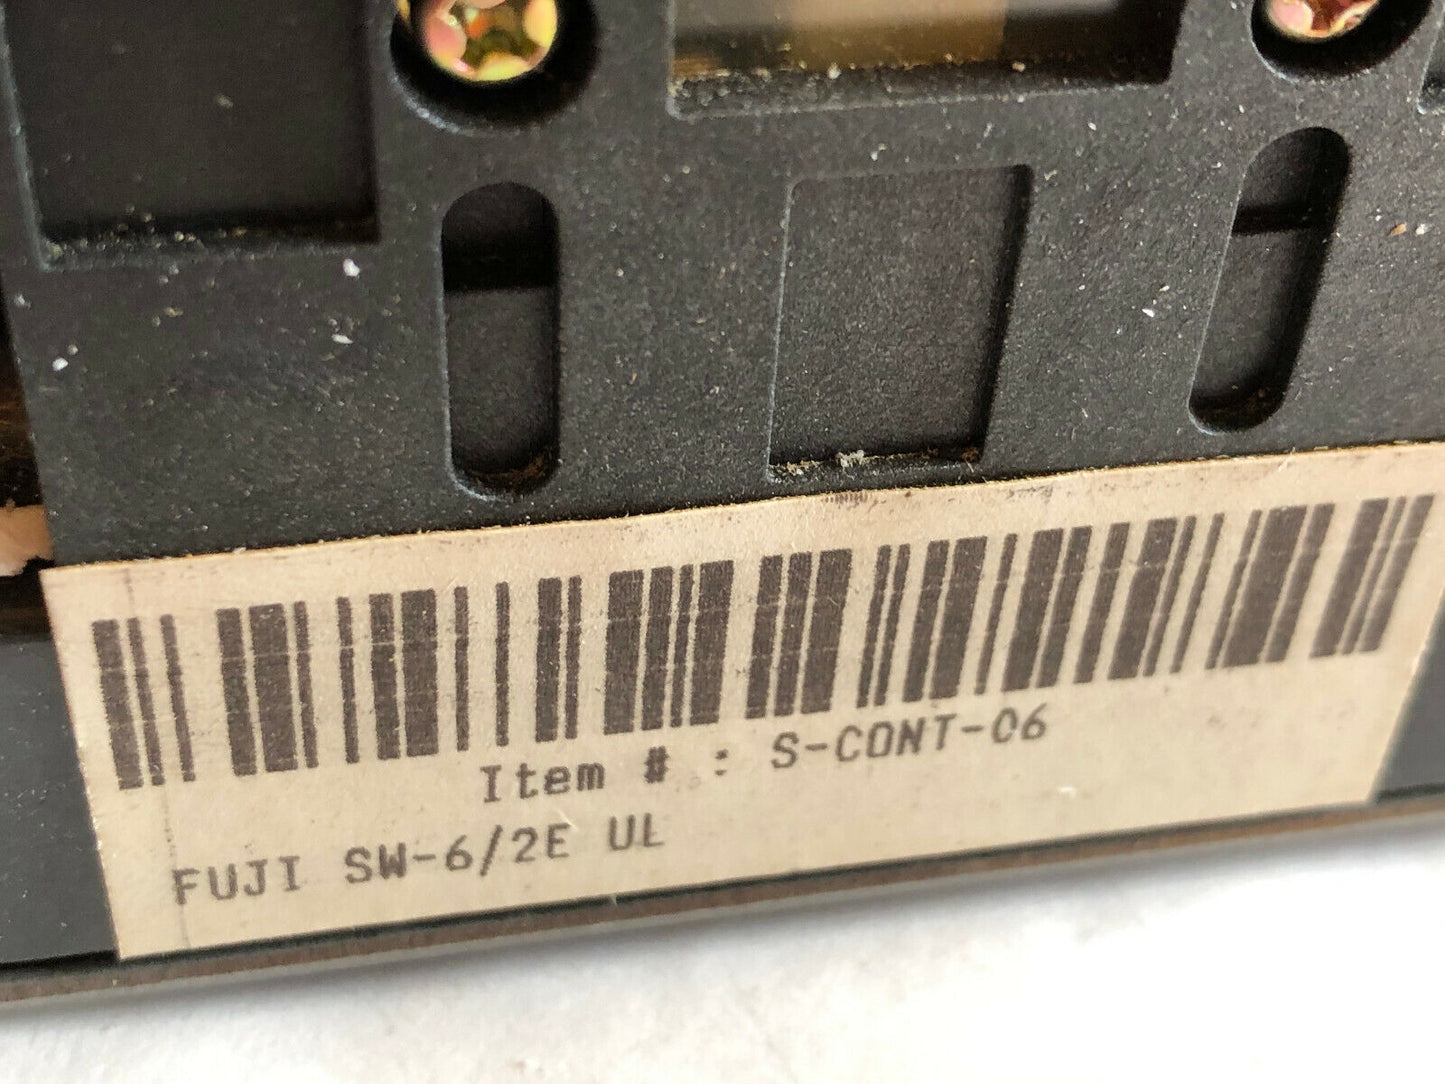 Item # : S-CONT-06
FUJI SW-6/2E UL